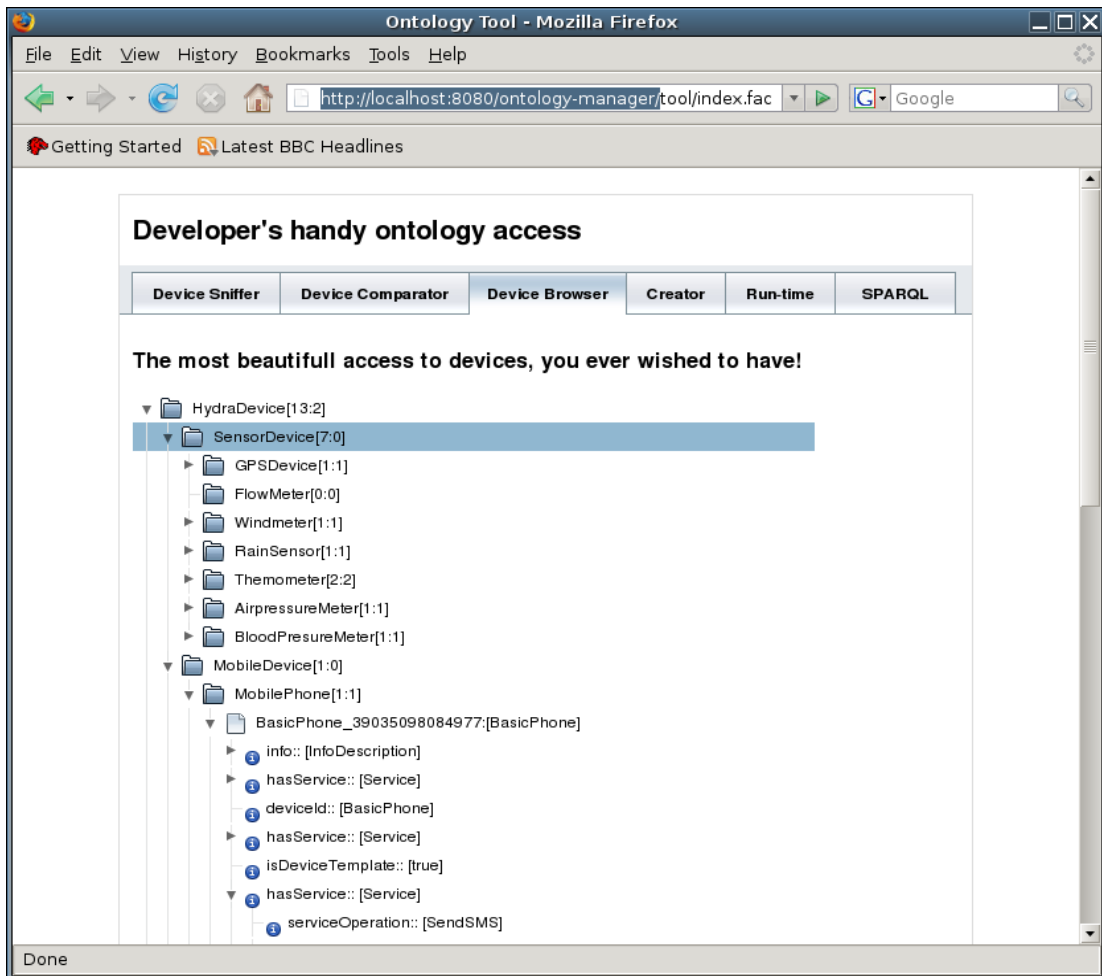 Ontology Tool - Mozilla Firefox
File Edit View History Bookmarks Tools Help
http://localhost:8080/ontology-manager/tool/index.fac G Google
Getting Started Latest BBC Headlines
Developer's handy ontology access
Device Sniffer Device Comparator Device Browser Creator Run-time SPARQL
The most beautifull access to devices, you ever wished to have!
HydraDevice[13:2]
SensorDevice[7:0]
GPSDevice[1:1]
FlowMeter[0:0]
Windmeter[1:1]
RainSensor[1:1]
Themometer[2:2]
AirpressureMeter[1:1]
BloodPresureMeter[1:1]
MobileDevice[1:0]
MobilePhone[1:1]
BasicPhone_39035098084977:[BasicPhone]
info:: [InfoDescription]
hasService:: [Service]
deviceId:: [BasicPhone]
hasService:: [Service]
isDeviceTemplate:: [true]
hasService:: [Service]
serviceOperation:: [SendSMS]
Done